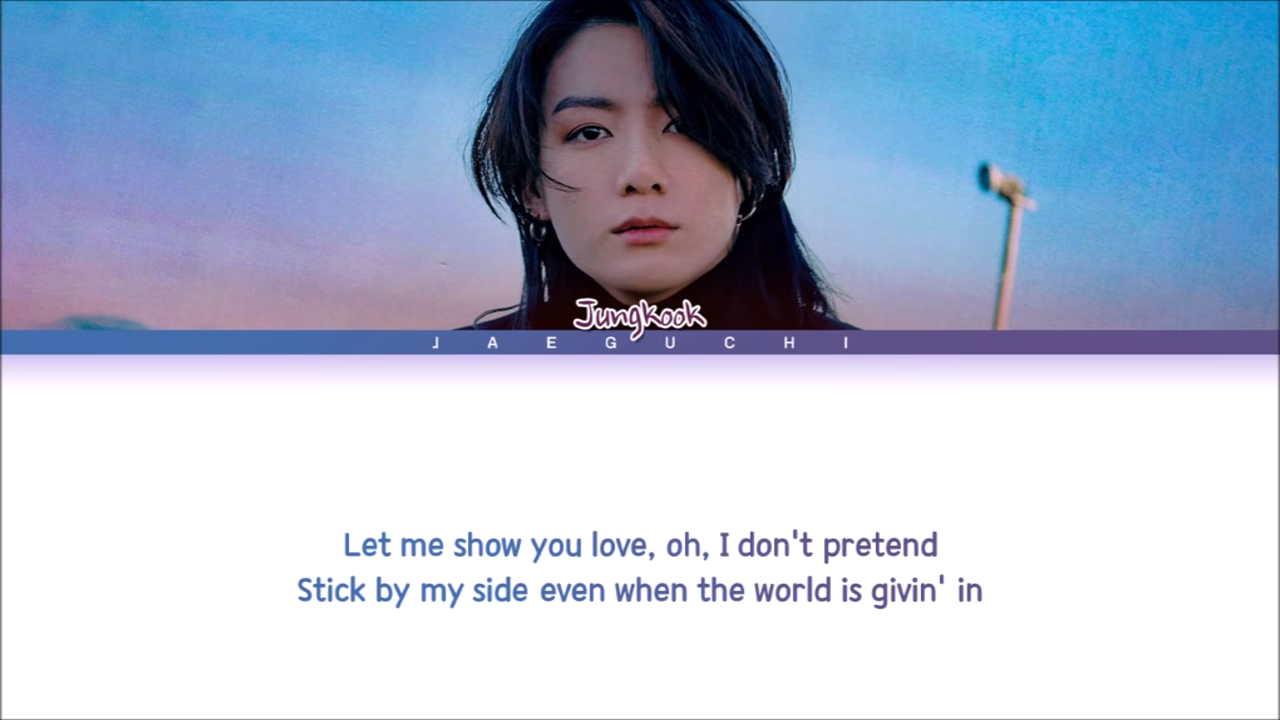 Jungkook
JAEGUCHI
Let me show you love, oh, I don't pretend
Stick by my side even when the world is givin' in